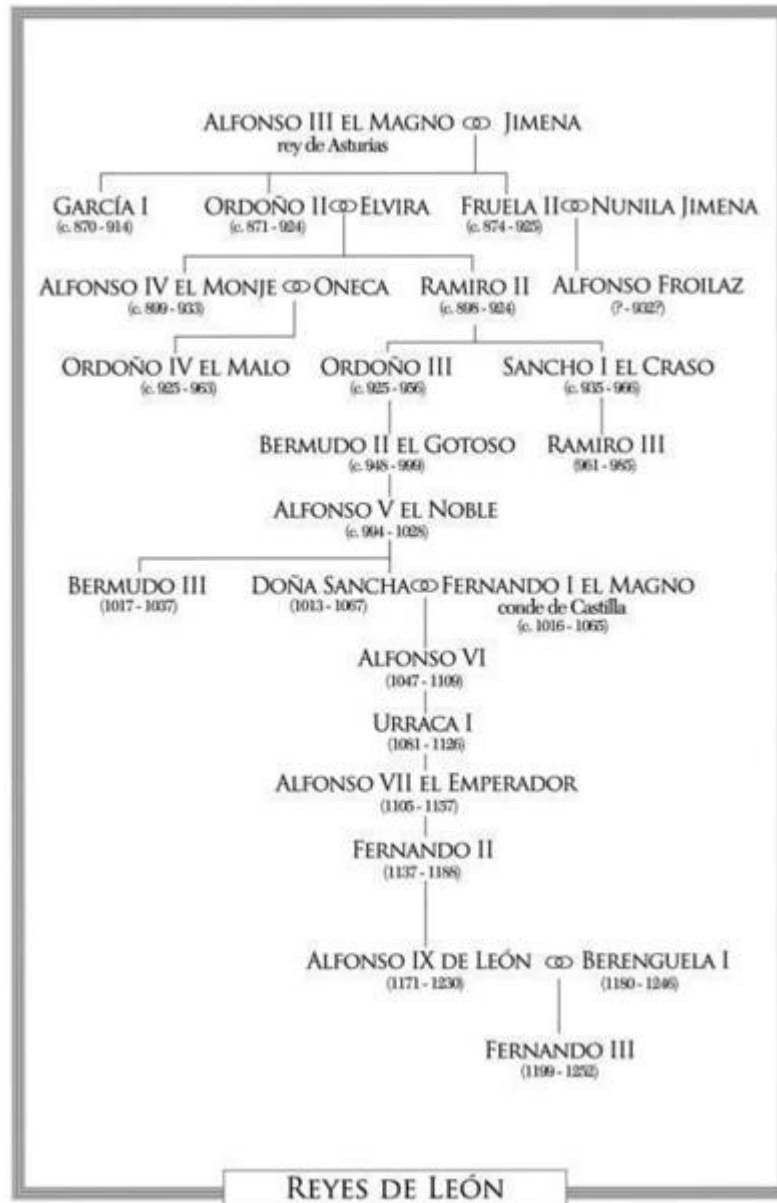 ALFONSO III EL MAGNO JIMENA
rey de Asturias
GARCÍA I ORDOÑO II ELVIRA FRUELA II NUNILA JIMENA
(c. 870 - 914) (c. 871 - 924) (c. 874 - 925)
ALFONSO IV EL MONJE ONECA RAMIRO II ALFONSO FROILAZ
(c. 899 - 933) (c. 898 - 924) (? - 932?)
ORDOÑO IV EL MALO ORDOÑO III SANCHO I EL CRASO
(c. 925 - 963) (c. 925 - 956) (c. 935 - 966)
BERMUDO II EL GOTOSO RAMIRO III
(c. 948 - 999) (961 - 985)
ALFONSO V EL NOBLE
(c. 994 - 1028)
BERMUDO III DOÑA SANCHA FERNANDO I EL MAGNO
(1017 - 1037) (1013 - 1067) conde de Castilla
(c. 1016 - 1065)
ALFONSO VI
(1047 - 1109)
URRACA I
(1081 - 1126)
ALFONSO VII EL EMPERADOR
(1105 - 1157)
FERNANDO II
(1137 - 1188)
ALFONSO IX DE LEÓN BERENGUELA I
(1171 - 1230) (1180 - 1246)
FERNANDO III
(1199 - 1252)
REYES DE LEÓN